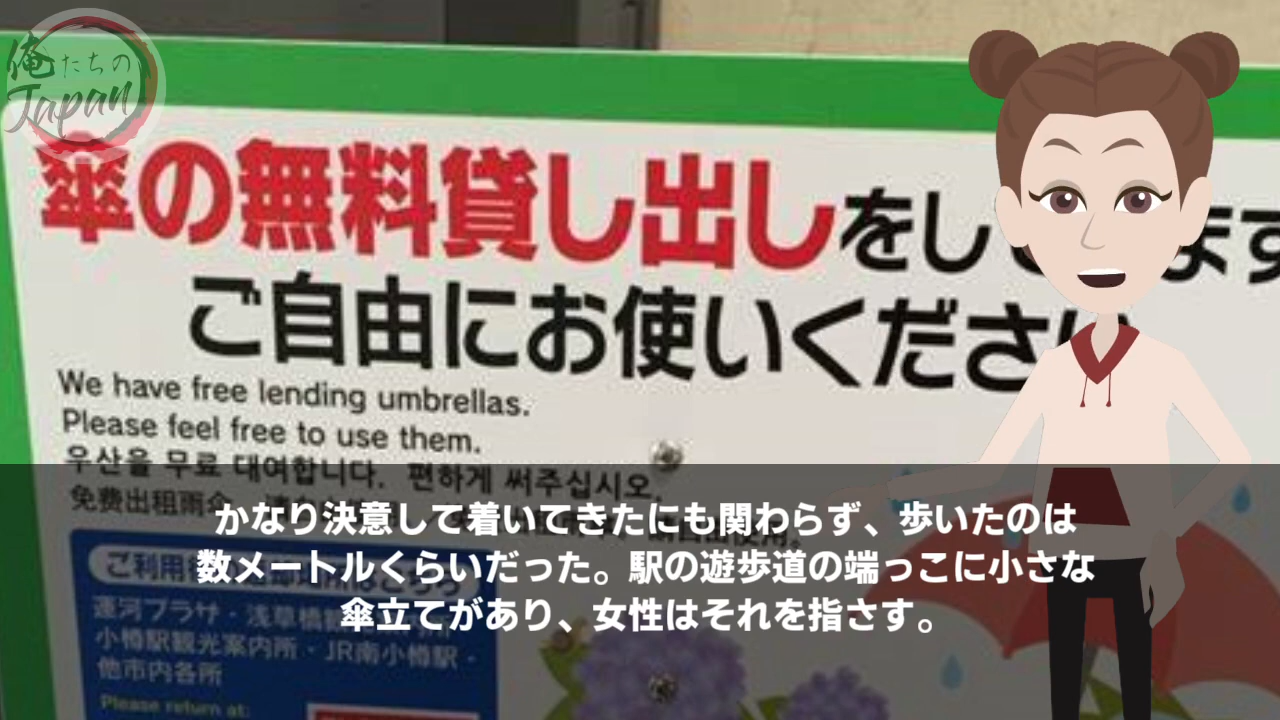 俺たちの
Japan
傘の無料貸し出しをし
ます
ご自由にお使いくださ
We have free lending umbrellas.
Please feel free to use them.
우산을 무료 대여합니다. 편하게 써주십시오.
免费出租雨伞
かなり決意して着いてきたにも関わらず、歩いたのは
数メートルくらいだった。駅の遊歩道の端っこに小さな
傘立てがあり、女性はそれを指さす。
ご利用
運河プラザ・浅草橋
小樽駅観光案内所・JR南小樽駅・
他市内各所
Please return at: